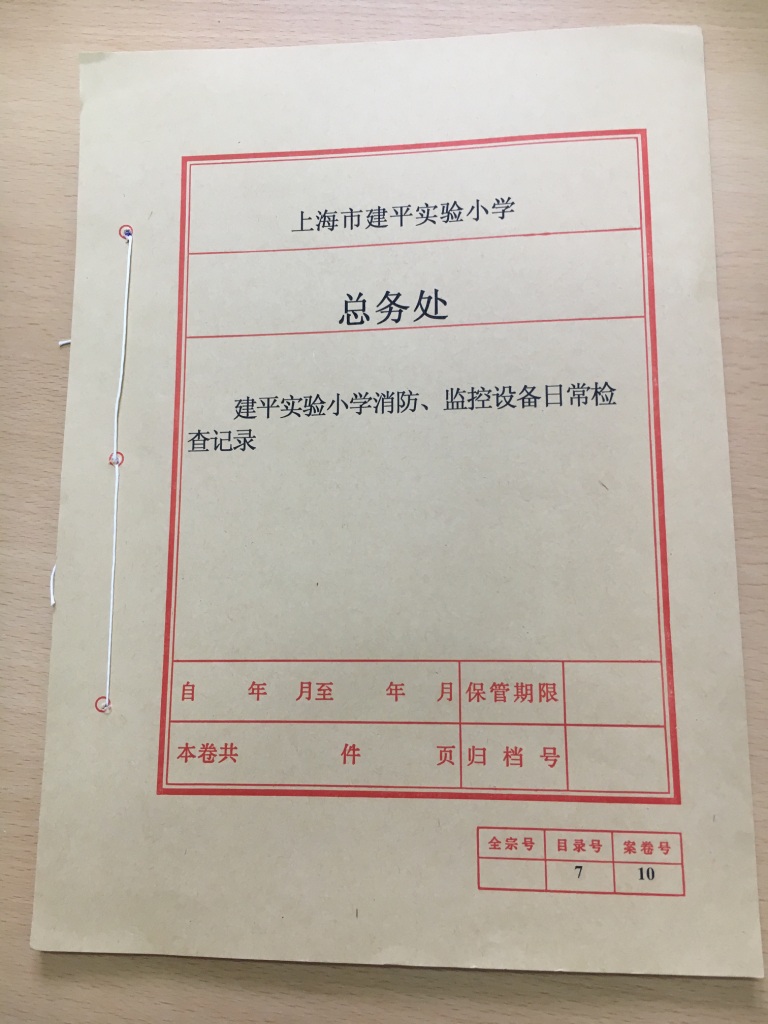 上海市建平实验小学
总务处
建平实验小学消防、监控设备日常检
查记录
自 年 月至 年 月 保管期限
本卷共 件 页 归档号
全宗号 目录号 案卷号
7 10